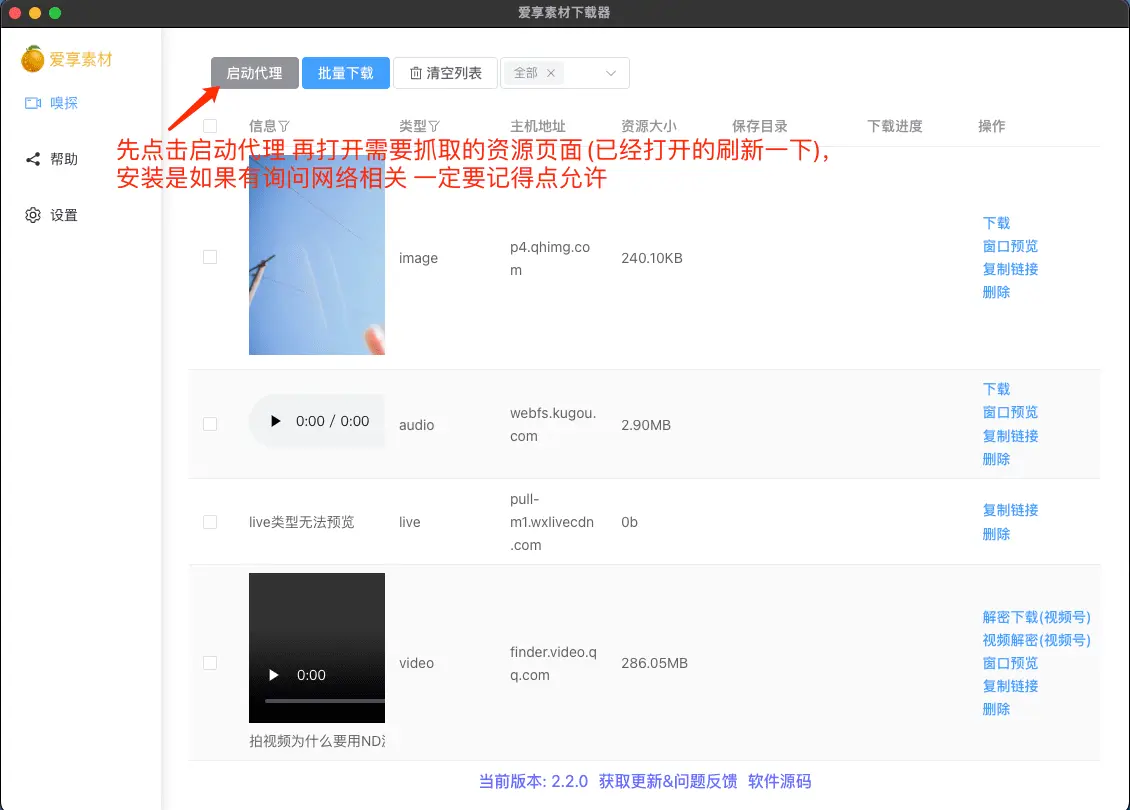 爱享素材下载器
爱享素材
嗅探
帮助
设置
启动代理 批量下载 清空列表 全部
信息 类型 主机地址 资源大小 保存目录 下载进度 操作
先点击启动代理 再打开需要抓取的资源页面 (已经打开的刷新一下),
安装是如果有询问网络相关 一定要记得点允许
image
p4.qhimg.co
m
240.10KB
下载
窗口预览
复制链接
删除
0:00 / 0:00
audio
webfs.kugou.
com
2.90MB
下载
窗口预览
复制链接
删除
live类型无法预览
live
pull-
m1.wxlivecdn
.com
0b
复制链接
删除
0:00
拍视频为什么要用ND
video
finder.video.q
q.com
286.05MB
解密下载(视频号)
视频解密(视频号)
窗口预览
复制链接
删除
当前版本: 2.2.0 获取更新&问题反馈 软件源码